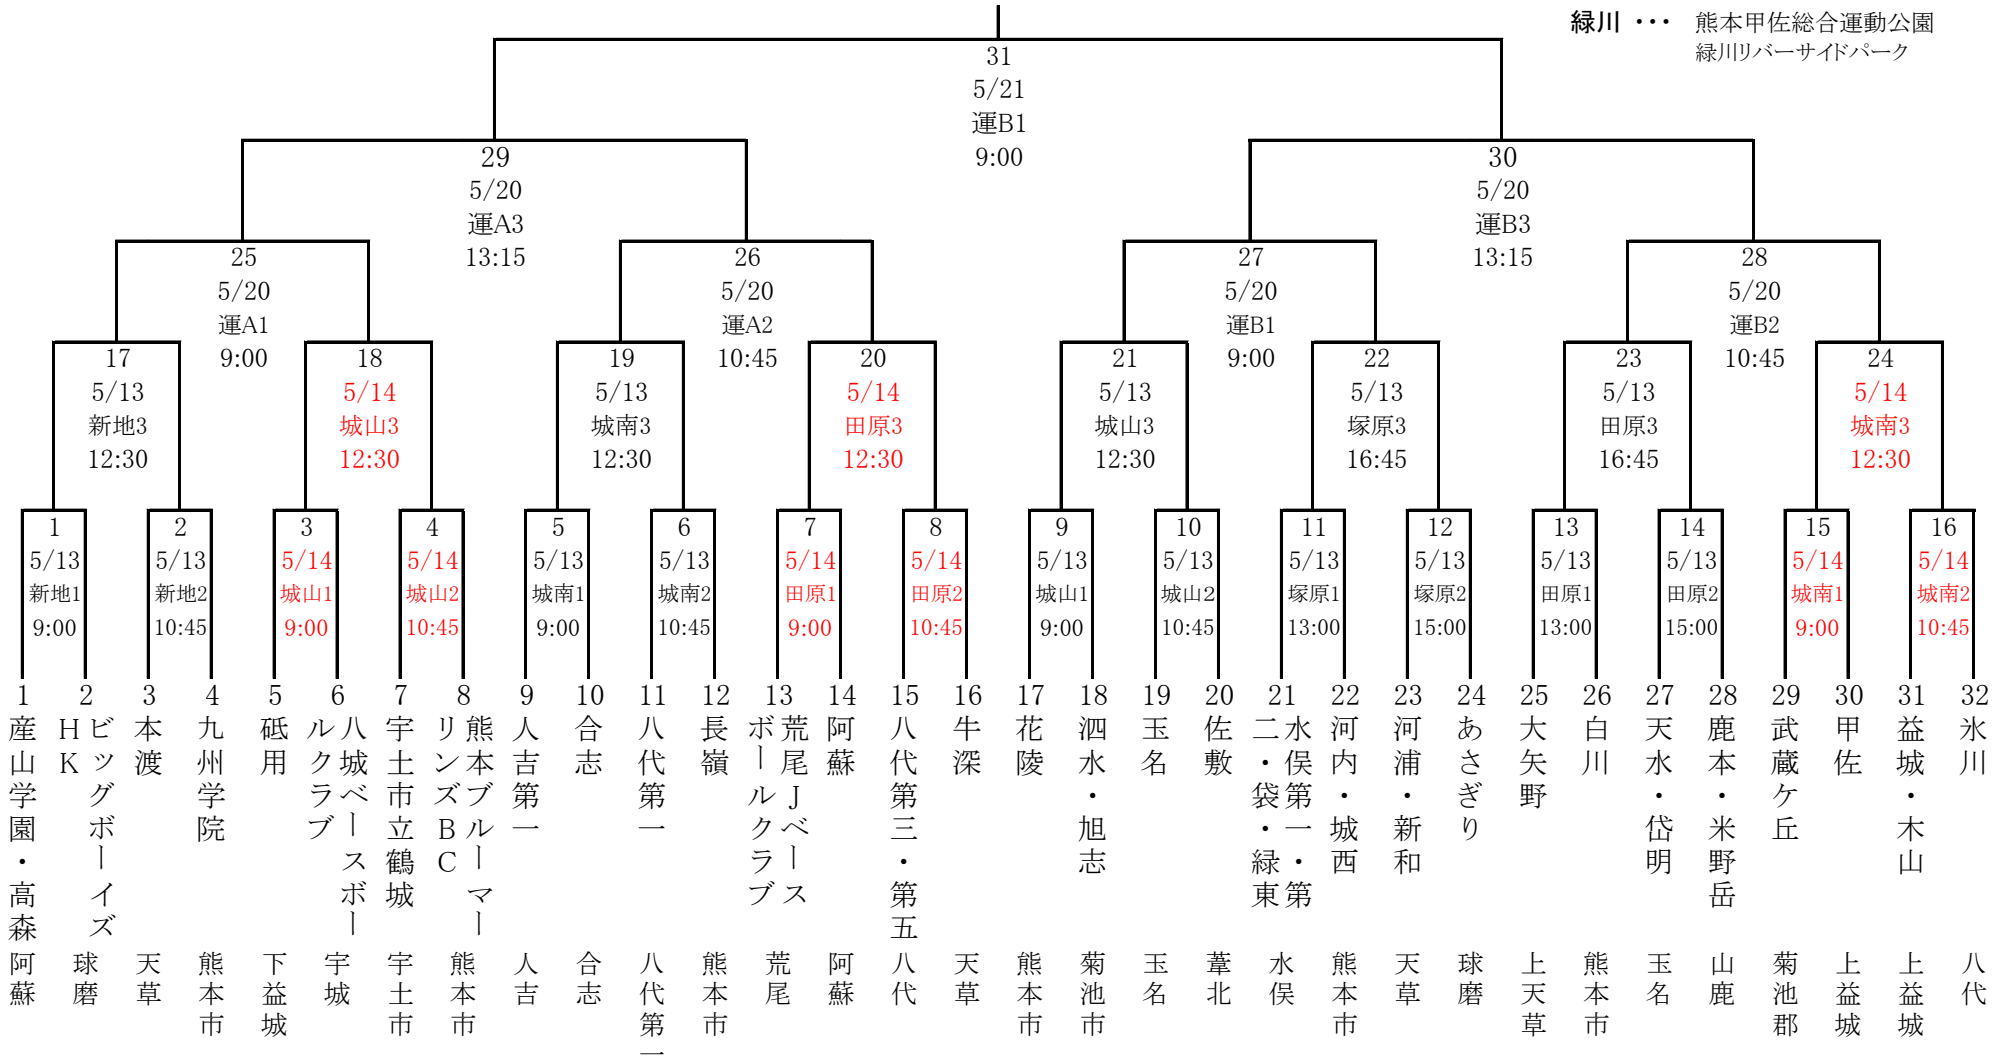 緑川 ・・・ 熊本甲佐総合運動公園
緑川リバーサイドパーク
31
5/21
運B1
9:00
29
5/20
運A3
13:15
30
5/20
運B3
13:15
25
5/20
運A1
9:00
26
5/20
運A2
10:45
27
5/20
運B1
9:00
28
5/20
運B2
10:45
17
5/13
新地3
12:30
18
5/14
城山3
12:30
19
5/13
城南3
12:30
20
5/14
田原3
12:30
21
5/13
城山3
12:30
22
5/13
塚原3
16:45
23
5/13
田原3
16:45
24
5/14
城南3
12:30
1
5/13
新地1
9:00
2
5/13
新地2
10:45
3
5/14
城山1
9:00
4
5/14
城山2
10:45
5
5/13
城南1
9:00
6
5/13
城南2
10:45
7
5/14
田原1
9:00
8
5/14
田原2
10:45
9
5/13
城山1
9:00
10
5/13
城山2
10:45
11
5/13
塚原1
13:00
12
5/13
塚原2
15:00
13
5/13
田原1
13:00
14
5/13
田原2
15:00
15
5/14
城南1
9:00
16
5/14
城南2
10:45
1
産山学園・高森
阿蘇
2
ビッグボーイズ
HK
球磨
3
本渡
天草
4
九州学院
熊本市
5
砥用
下益城
6
八城ベースボー
ルクラブ
宇城
7
宇土市立鶴城
宇土市
8
熊本ブルーマー
リンズBC
熊本市
9
人吉第一
人吉
10
合志
合志
11
八代第一
八代第一
12
長嶺
熊本市
13
荒尾Jベース
ボールクラブ
荒尾
14
阿蘇
阿蘇
15
八代第三・第五
八代
16
牛深
天草
17
花陵
熊本市
18
泗水・旭志
菊池市
19
玉名
玉名
20
佐敷
葦北
21
水俣第一・第
二・袋・緑東
水俣
22
河内・城西
熊本市
23
河浦・新和
天草
24
あさぎり
球磨
25
大矢野
上天草
26
白川
熊本市
27
天水・岱明
玉名
28
鹿本・米野岳
山鹿
29
武蔵ケ丘
菊池郡
30
甲佐
上益城
31
益城・木山
上益城
32
氷川
八代